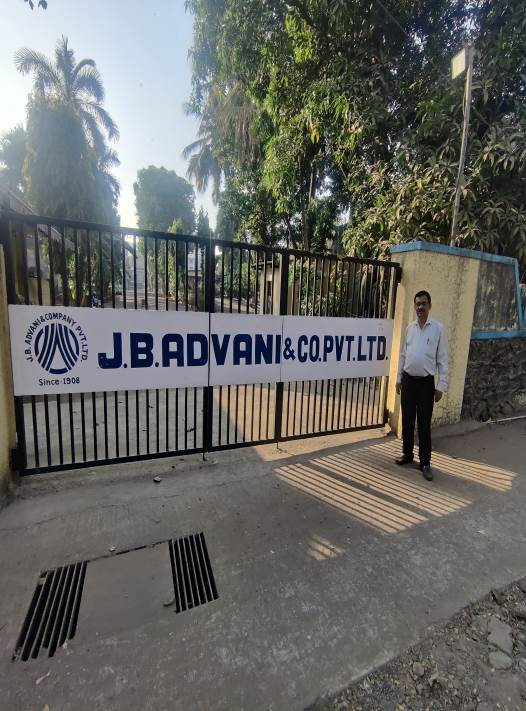 J.B. ADVANI & COMPANY PVT. LTD
Since-1908
J.B.ADVANI & CO.PVT.LTD.